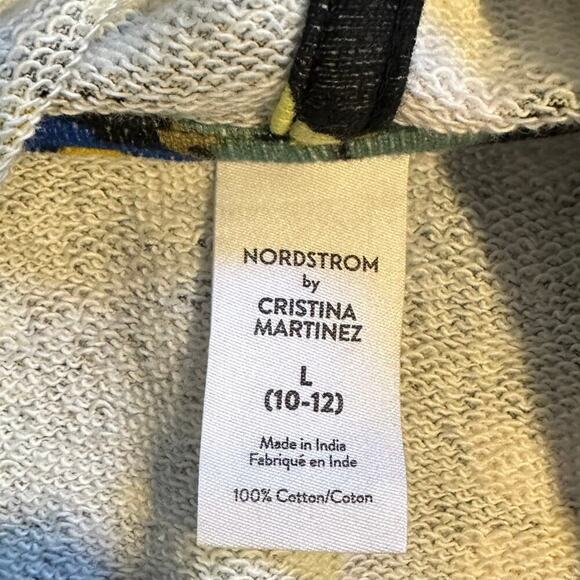 NORDSTROM
by
CRISTINA
MARTINEZ
L
(10-12)
Made in India
Fabriqué en Inde
100% Cotton/Coton